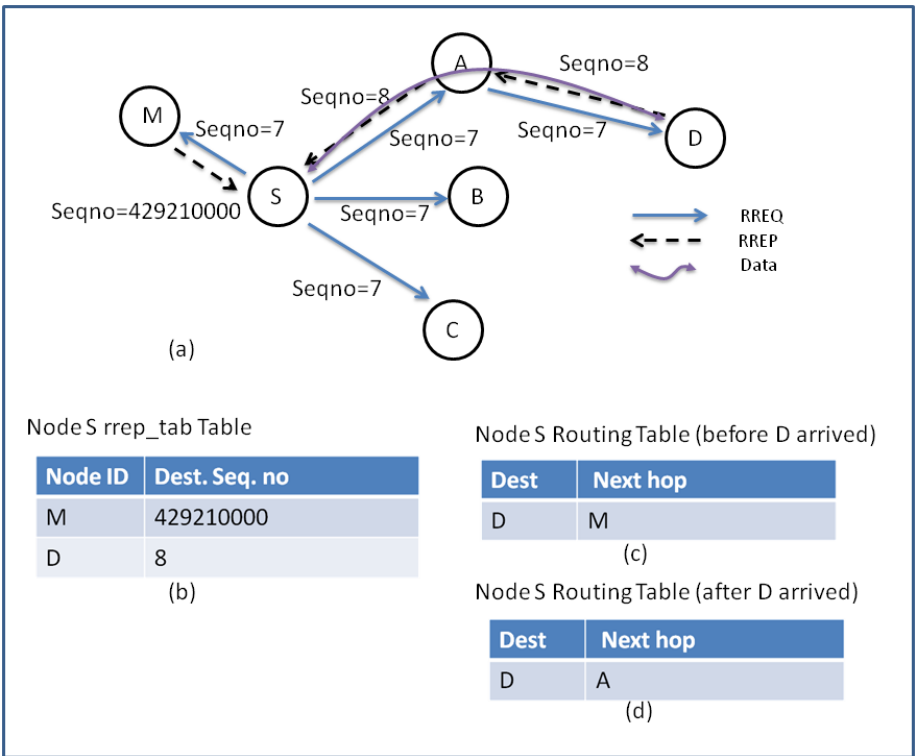 A
Seqno=8
Seqno=8
M
Seqno=7
Seqno=7
Seqno=7
D
S
B
Seqno=429210000
Seqno=7
RREQ
RREP
Data
Seqno=7
C
(a)
Node S rrep_tab Table
Node ID Dest. Seq. no
M 429210000
D 8
(b)
Node S Routing Table (before D arrived)
Dest Next hop
D M
(c)
Node S Routing Table (after D arrived)
Dest Next hop
D A
(d)